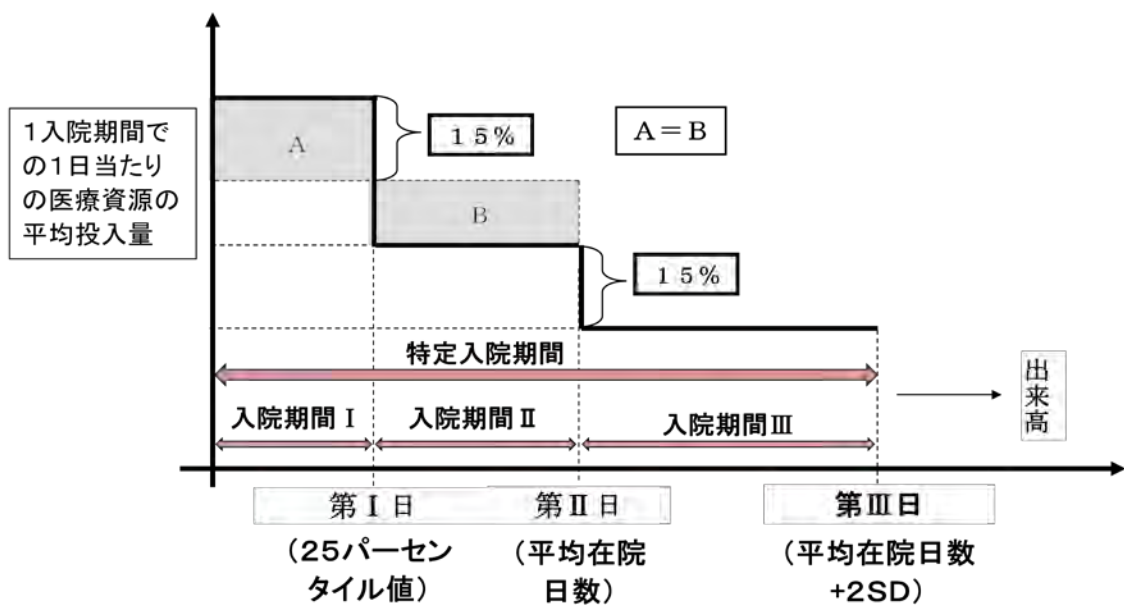 1入院期間で
の1日当たり
の医療資源の
平均投入量
A
15%
A=B
B
15%
特定入院期間
入院期間Ⅰ
入院期間Ⅱ
入院期間Ⅲ
出来高
第Ⅰ日
第Ⅱ日
第Ⅲ日
(25パーセン
タイル値)
(平均在院
日数)
(平均在院日数
+2SD)